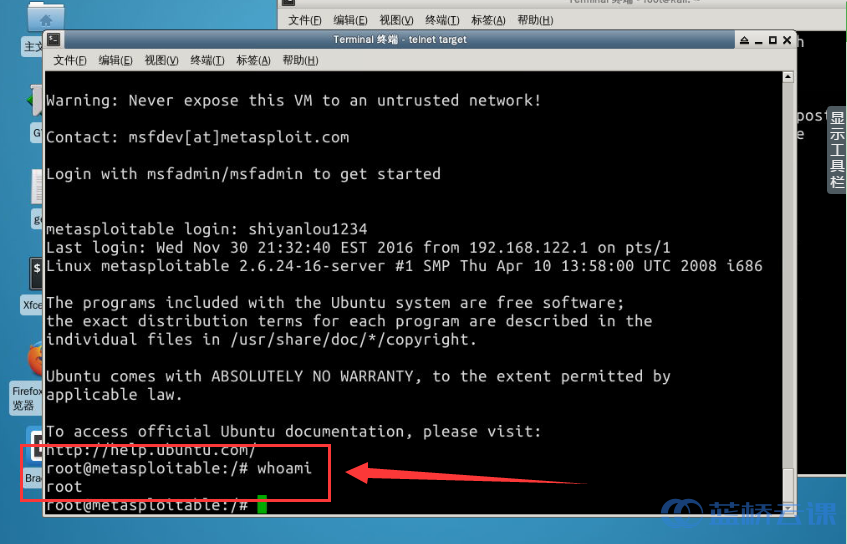 Terminal 终端 - root@kali: ~
文件(F) 编辑(E) 视图(V) 终端(T) 标签(A) 帮助(H)
主文
Terminal 终端 - telnet target
文件(F) 编辑(E) 视图(V) 终端(T) 标签(A) 帮助(H)
Warning: Never expose this VM to an untrusted network!
Contact: msfdev[at]metasploit.com
Login with msfadmin/msfadmin to get started
metasploitable login: shiyanlou1234
Last login: Wed Nov 30 21:32:40 EST 2016 from 192.168.122.1 on pts/1
Linux metasploitable 2.6.24-16-server #1 SMP Thu Apr 10 13:58:00 UTC 2008 i686
The programs included with the Ubuntu system are free software;
the exact distribution terms for each program are described in the
individual files in /usr/share/doc/*/copyright.
Ubuntu comes with ABSOLUTELY NO WARRANTY, to the extent permitted by
applicable law.
To access official Ubuntu documentation, please visit:
http://help.ubuntu.com/
root@metasploitable:/# whoami
root
root@metasploitable:/#
h
post
e
显示工具栏
G
ge
$
Xfce
Firefox
览器
Bra
蓝桥云课